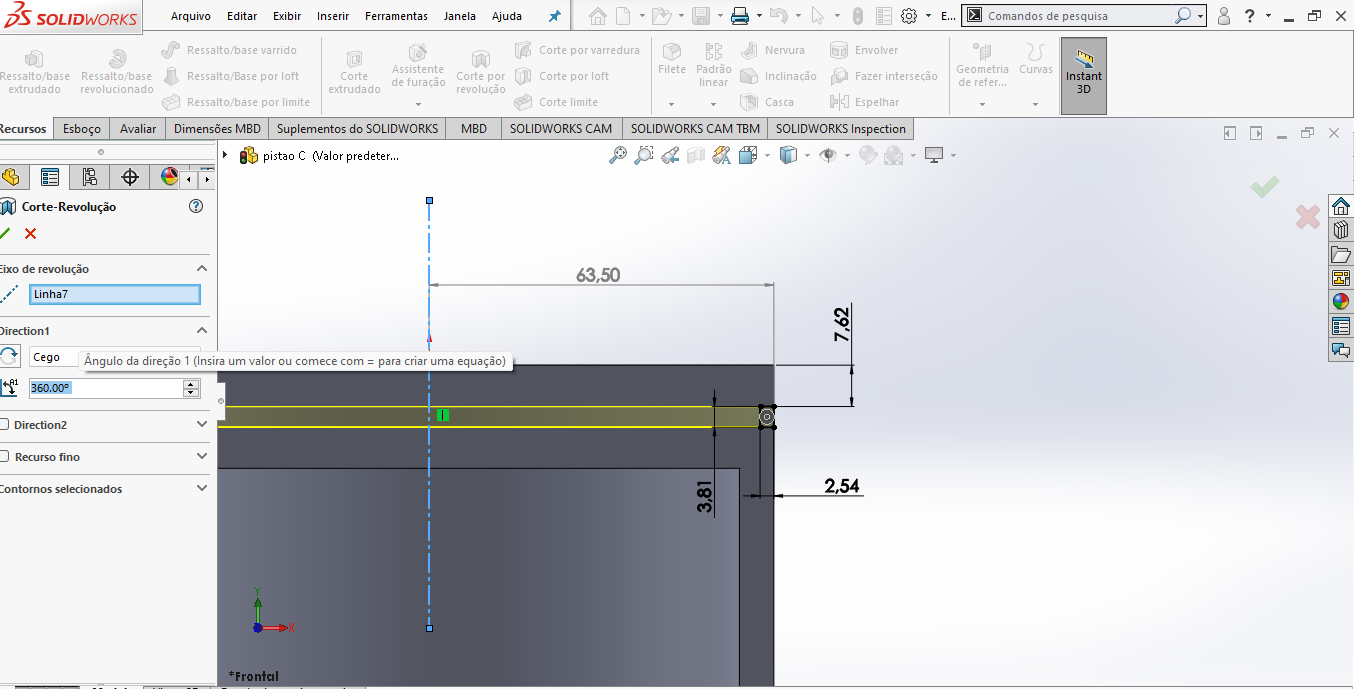 SOLIDWORKS
Arquivo Editar Exibir Inserir Ferramentas Janela Ajuda
E...
Comandos de pesquisa
?
Ressalto/base extrudado
Ressalto/base revolucionado
Ressalto/base varrido
Ressalto/Base por loft
Ressalto/base por limite
Corte extrudado
Assistente de furação
Corte por revolução
Corte por varredura
Corte por loft
Corte limite
Filete
Padrão linear
Nervura
Inclinação
Casca
Envolver
Fazer interseção
Espelhar
Geometria de refer...
Curvas
Instant 3D
Recursos Esboço Avaliar Dimensões MBD Suplementos do SOLIDWORKS MBD SOLIDWORKS CAM SOLIDWORKS CAM TBM SOLIDWORKS Inspection
pistao C (Valor predeter...
Corte-Revolução
?
Eixo de revolução
Linha7
Direction1
Cego
Ângulo da direção 1 (Insira um valor ou comece com = para criar uma equação)
A1
360.00º
Direction2
Recurso fino
Contornos selecionados
63,50
7,62
3,81
2,54
Y
X
*Frontal